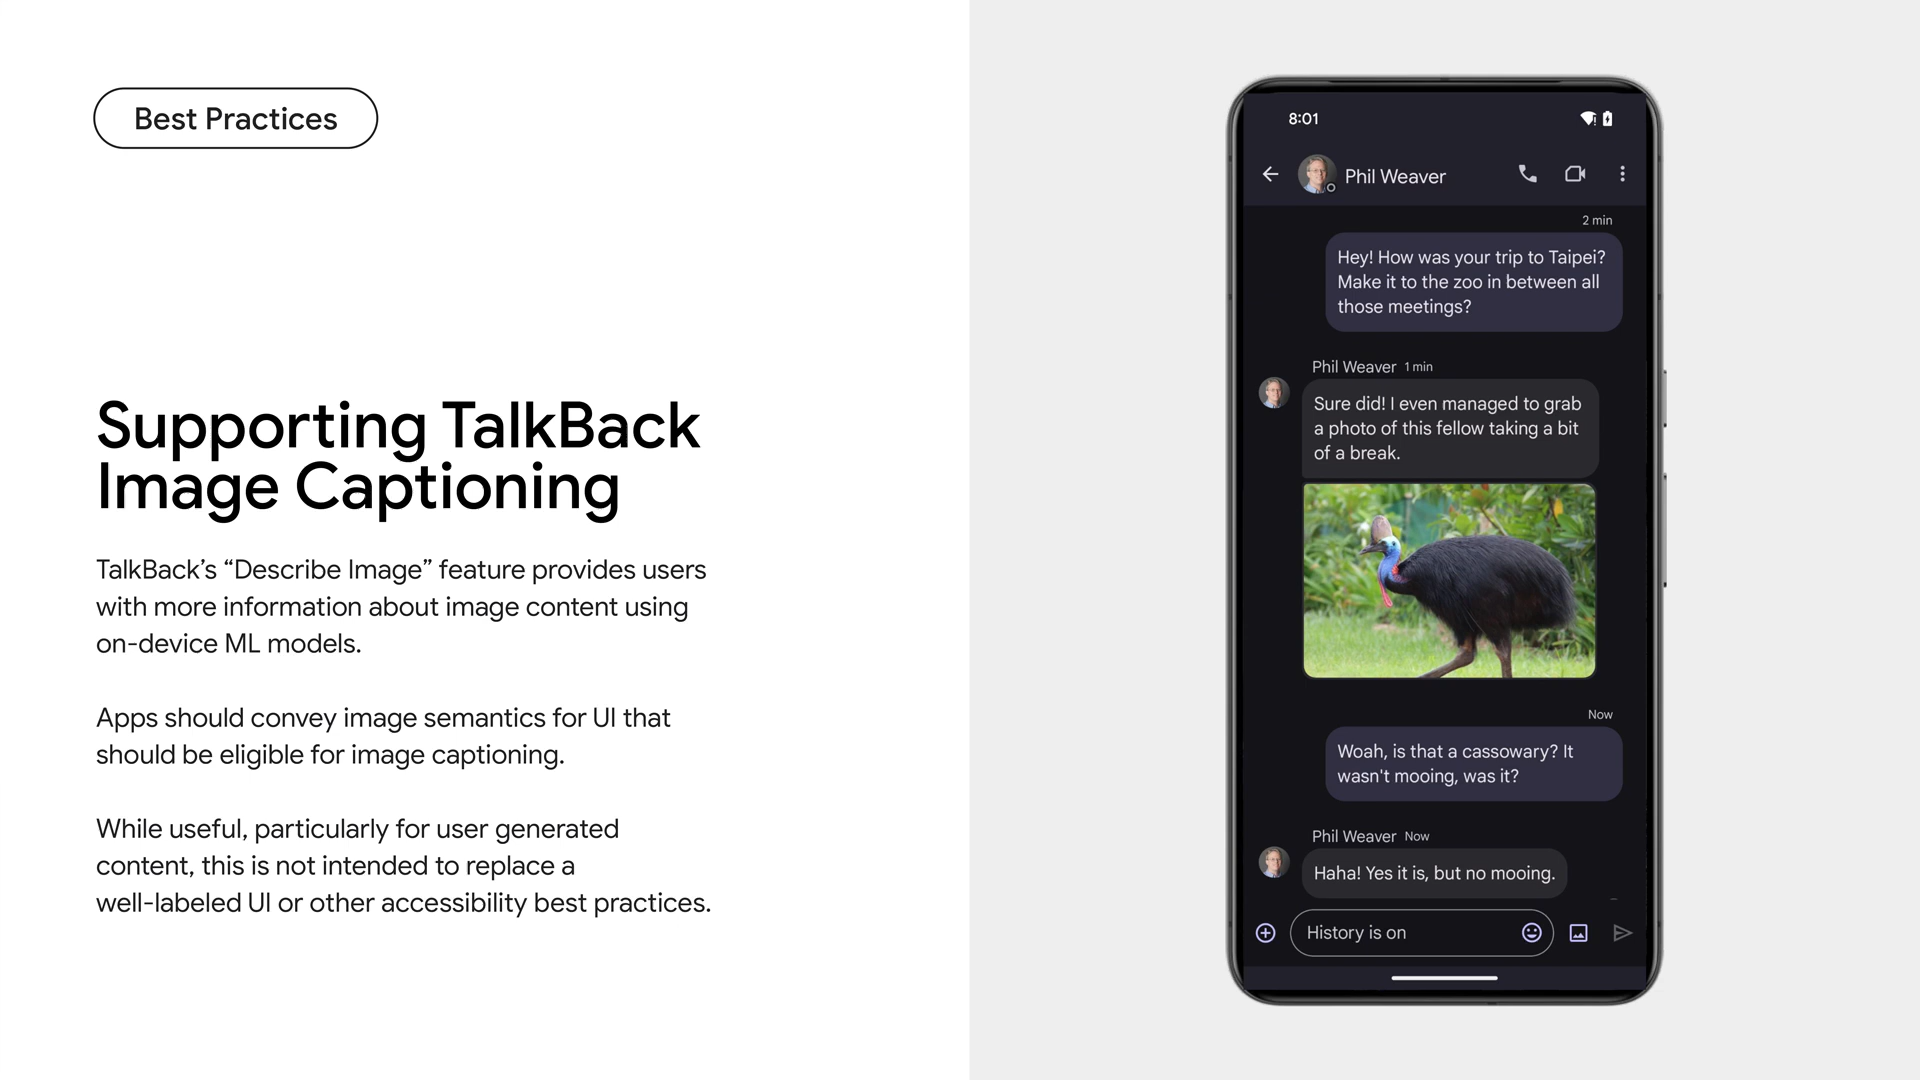 Best Practices
Supporting TalkBack
Image Captioning
TalkBack’s “Describe Image” feature provides users
with more information about image content using
on-device ML models.
Apps should convey image semantics for UI that
should be eligible for image captioning.
While useful, particularly for user generated
content, this is not intended to replace a
well-labeled UI or other accessibility best practices.
8:01
Phil Weaver
2 min
Hey! How was your trip to Taipei?
Make it to the zoo in between all
those meetings?
Phil Weaver 1 min
Sure did! I even managed to grab
a photo of this fellow taking a bit
of a break.
Now
Woah, is that a cassowary? It
wasn't mooing, was it?
Phil Weaver Now
Haha! Yes it is, but no mooing.
History is on